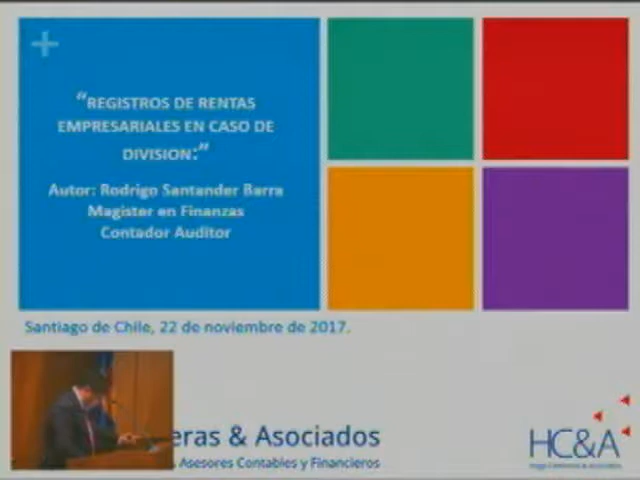 “REGISTROS DE RENTAS
EMPRESARIALES EN CASO DE
DIVISION:”
Autor: Rodrigo Santander Barra
Magister en Finanzas
Contador Auditor
Santiago de Chile, 22 de noviembre de 2017.
eras & Asociados
Asesores Contables y Financieros
HC&A